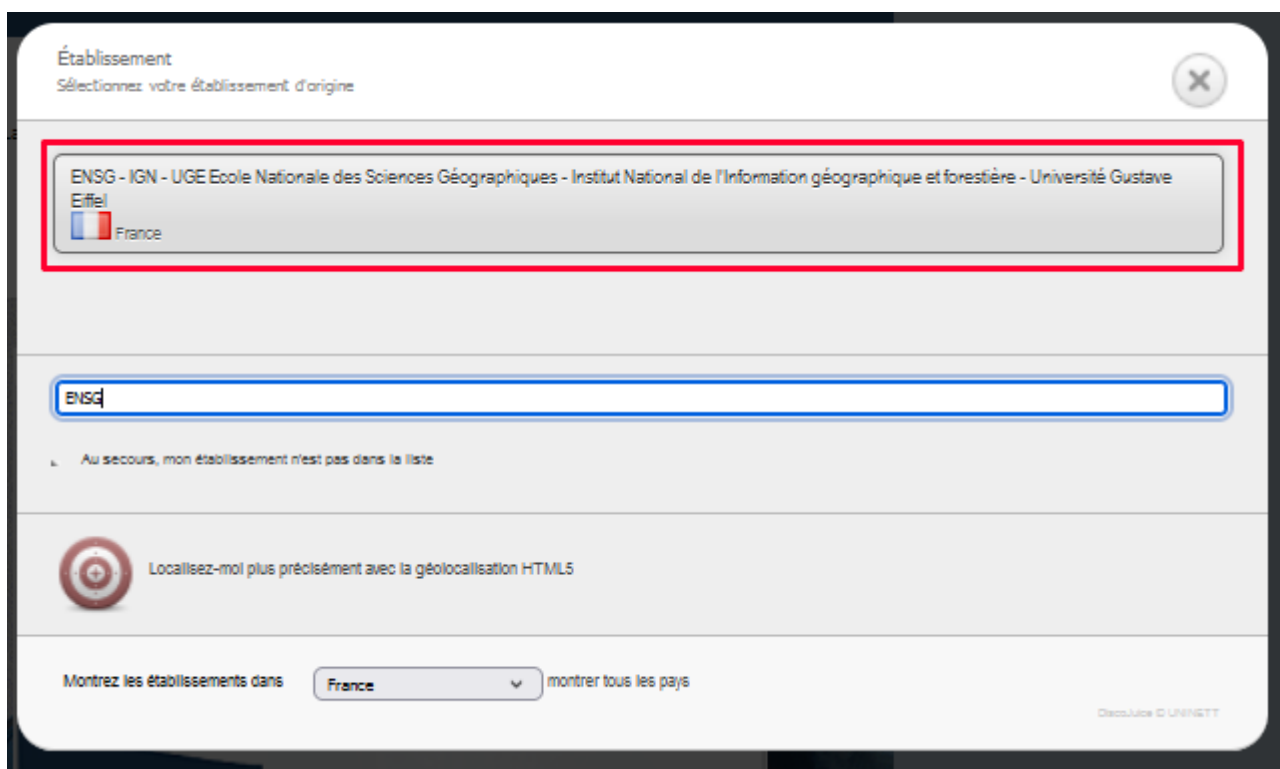 Établissement
Sélectionnez votre établissement d'origine
ENSG - IGN - UGE Ecole Nationale des Sciences Géographiques - Institut National de l'Information géographique et forestière - Université Gustave
Eiffel
France
ENSG
Au secours, mon établissement n'est pas dans la liste
Localisez-moi plus précisément avec la géolocalisation HTML5
Montrez les établissements dans France montrer tous les pays
DiscoJuice © UNINETT